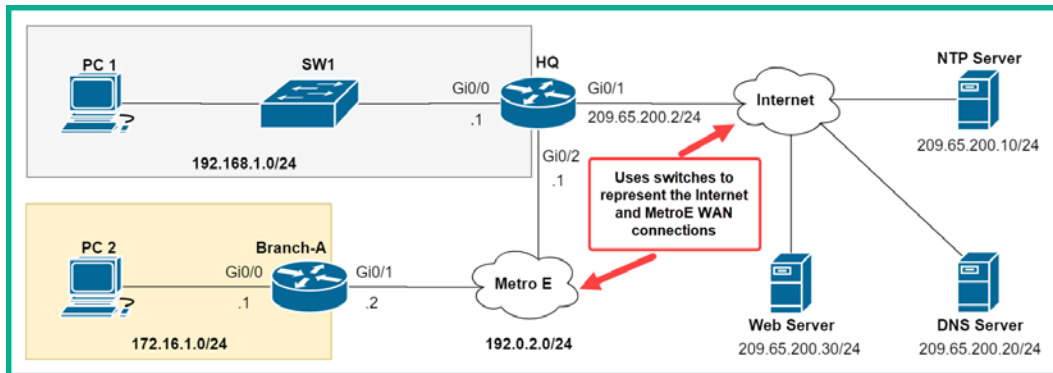 PC 1
SW1
HQ
Gi0/0
.1
Gi0/1
209.65.200.2/24
Gi0/2
.1
192.168.1.0/24
Internet
NTP Server
209.65.200.10/24
Uses switches to
represent the Internet
and MetroE WAN
connections
PC 2
Branch-A
Gi0/0
.1
Gi0/1
.2
172.16.1.0/24
Metro E
192.0.2.0/24
Web Server
209.65.200.30/24
DNS Server
209.65.200.20/24